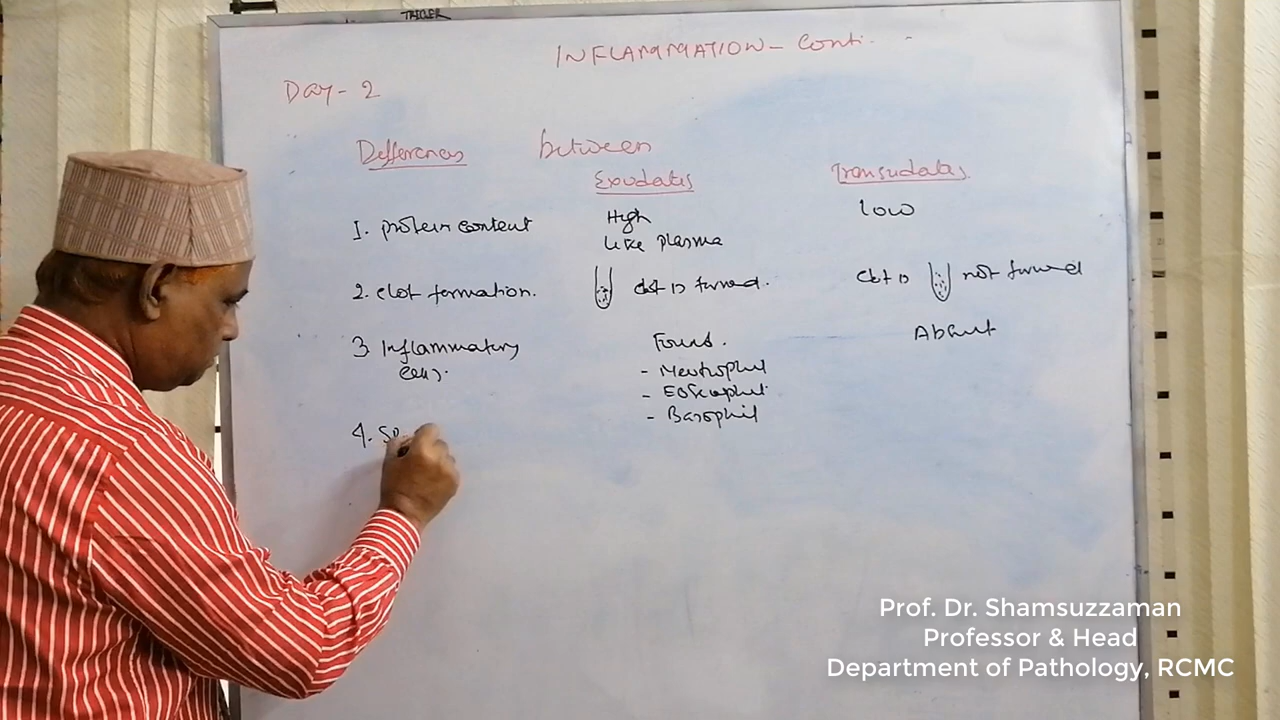 INFLAMMATION - Conti..
Day - 2
Differences between
Exudates Transudates
1. protein content High low
like plasma
2. Clot formation. clot is formed. clot is not formed
3 Inflammatory Found. Absent
Cells. - Neutrophil
- Eosinophil
- Basophil
4. Sp
Prof. Dr. Shamsuzzaman
Professor & Head
Department of Pathology, RCMC